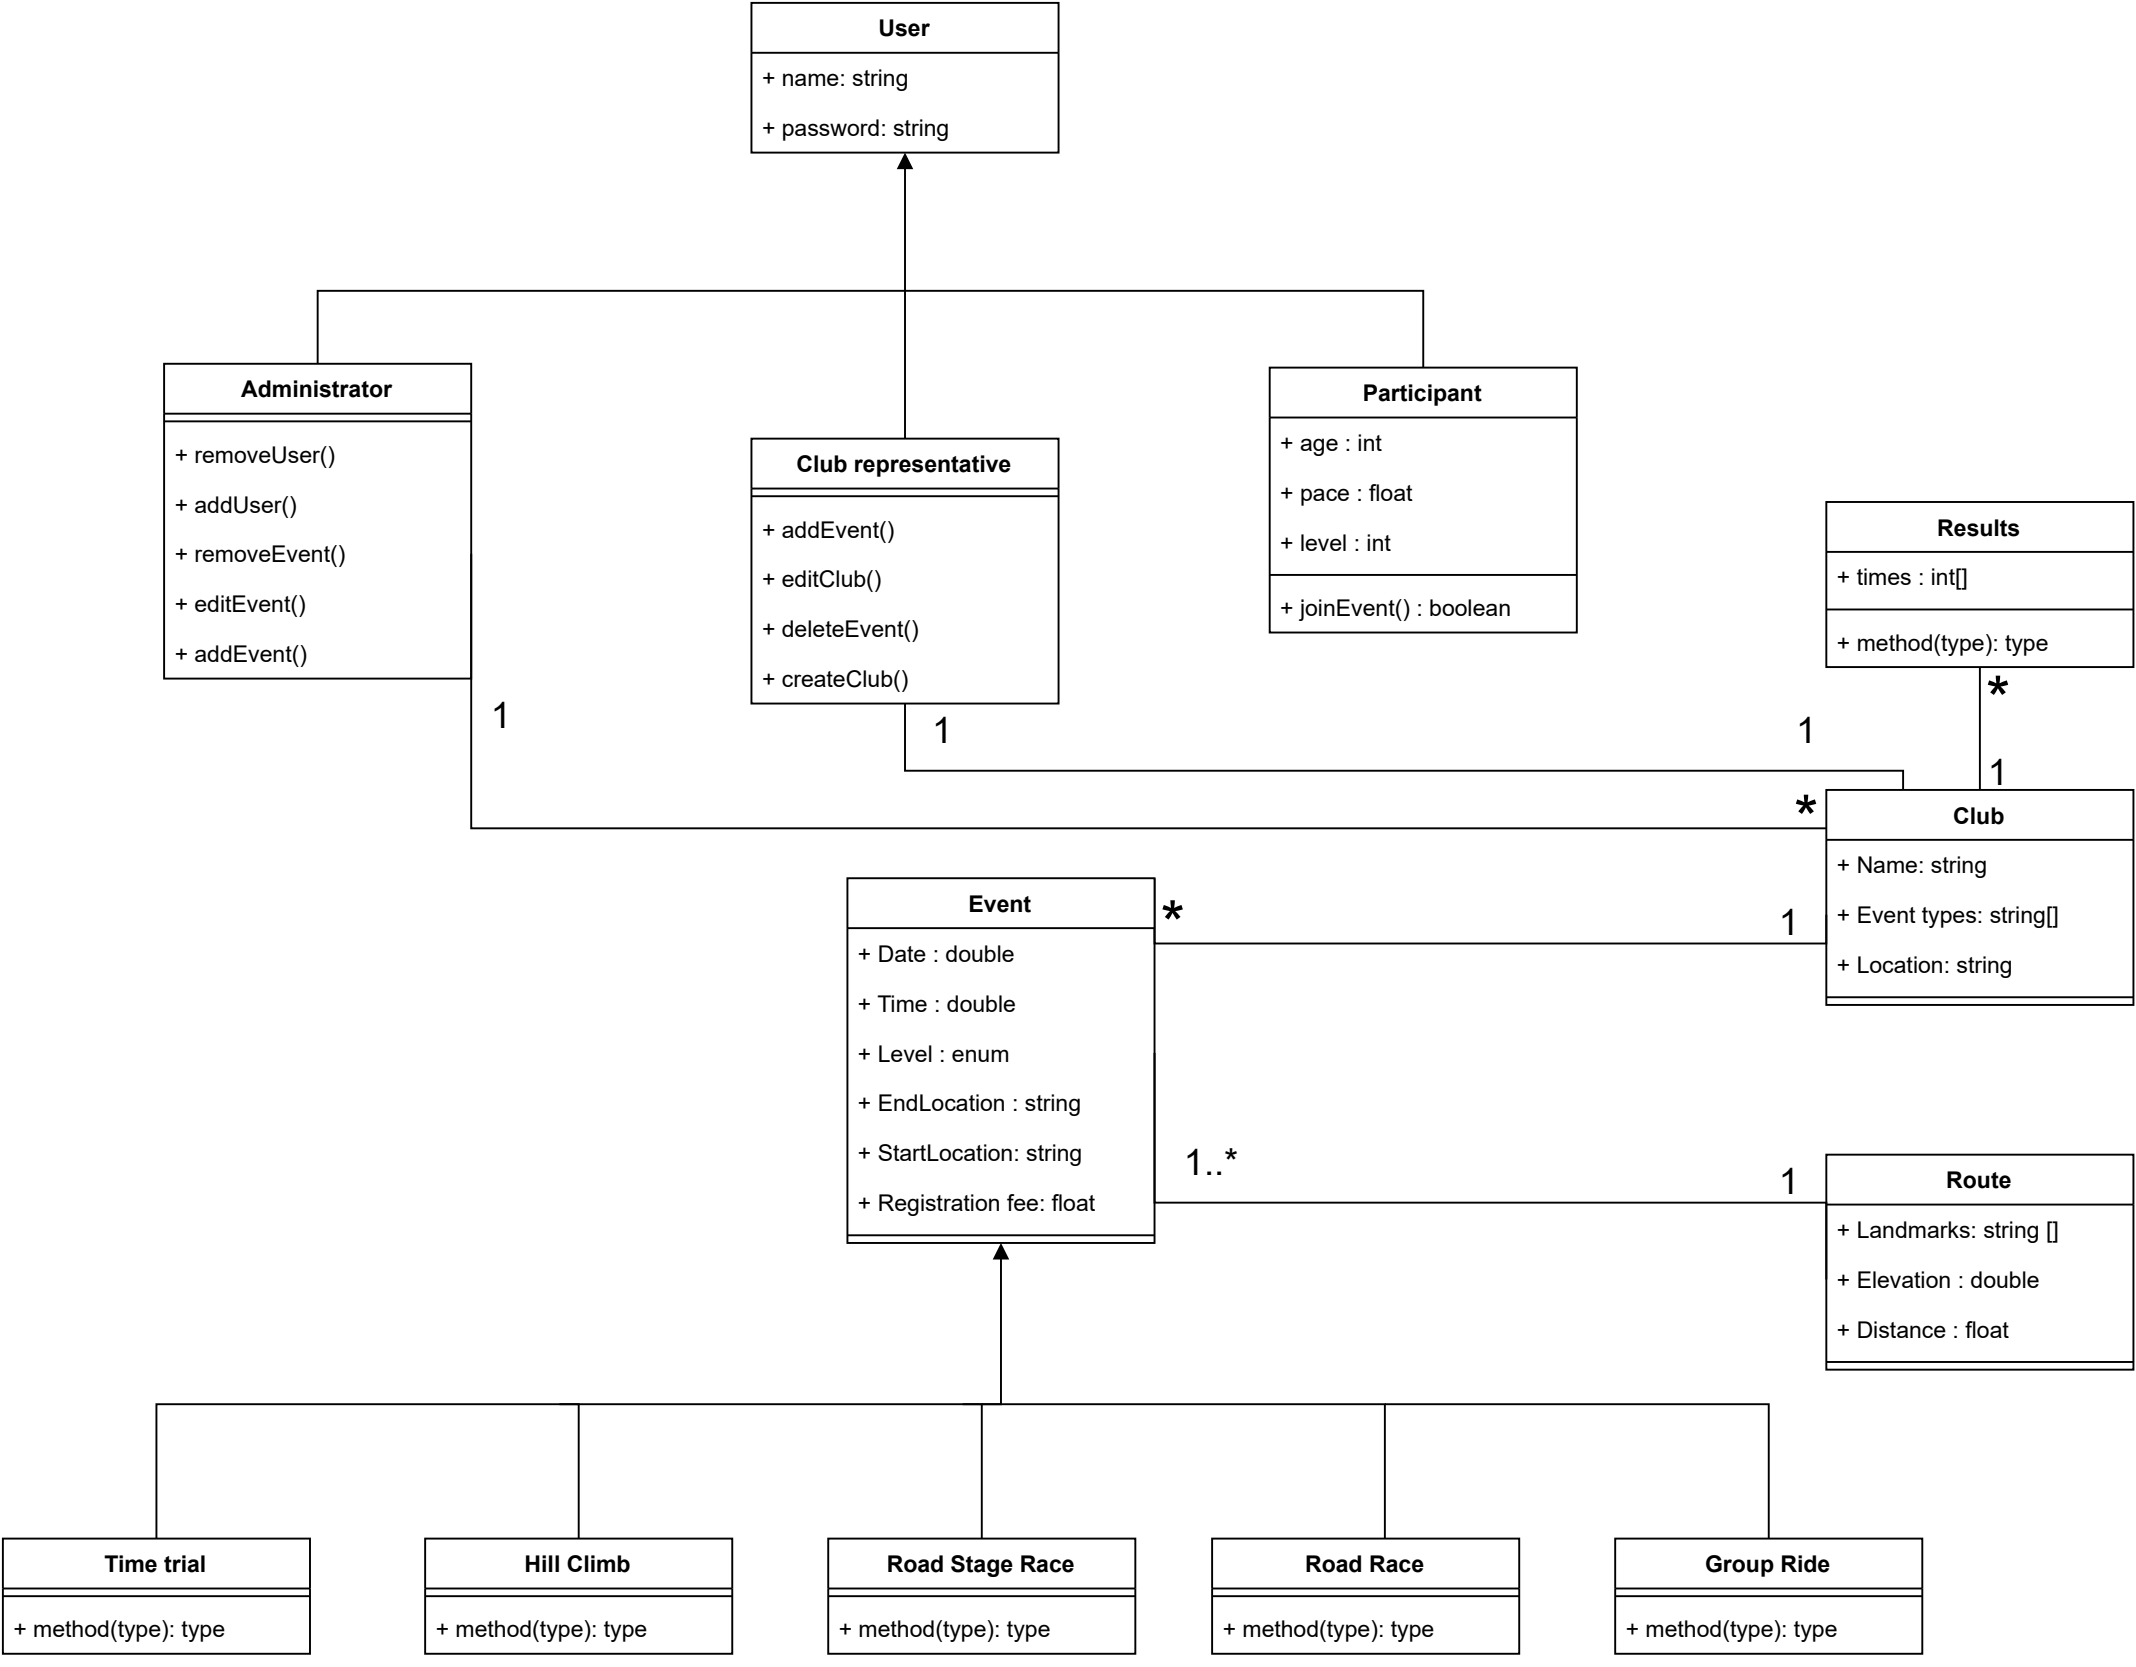 User
+ name: string
+ password: string
Administrator
+ removeUser()
+ addUser()
+ removeEvent()
+ editEvent()
+ addEvent()
Club representative
+ addEvent()
+ editClub()
+ deleteEvent()
+ createClub()
Participant
+ age : int
+ pace : float
+ level : int
+ joinEvent() : boolean
Results
+ times : int[]
+ method(type): type
*
1
1
1
1
*
Club
+ Name: string
+ Event types: string[]
+ Location: string
Event
+ Date : double
+ Time : double
+ Level : enum
+ EndLocation : string
+ StartLocation: string
+ Registration fee: float
*
1
1..*
1
Route
+ Landmarks: string []
+ Elevation : double
+ Distance : float
Time trial
+ method(type): type
Hill Climb
+ method(type): type
Road Stage Race
+ method(type): type
Road Race
+ method(type): type
Group Ride
+ method(type): type